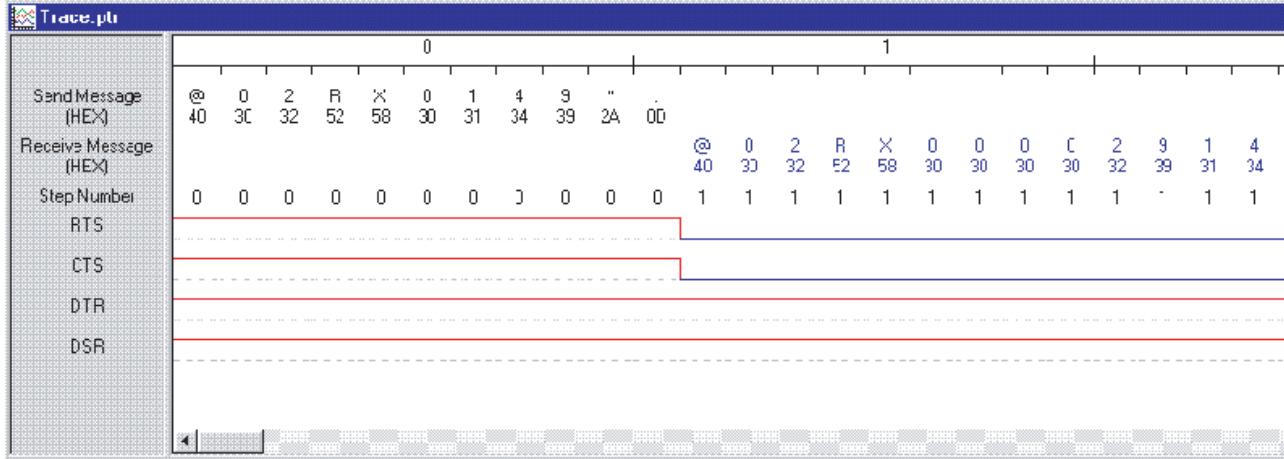 Trace.ptr
0 1
Send Message @ 0 2 R X 0 1 4 9 * .
(HEX) 40 30 32 52 58 30 31 34 39 2A 0D
Receive Message @ 0 2 R X 0 0 0 0 2 9 1 4
(HEX) 40 30 32 52 58 30 30 30 30 32 39 31 34
Step Number 0 0 0 0 0 0 0 0 0 0 0 1 1 1 1 1 1 1 1 1 1 1 1
RTS
CTS
DTR
DSR